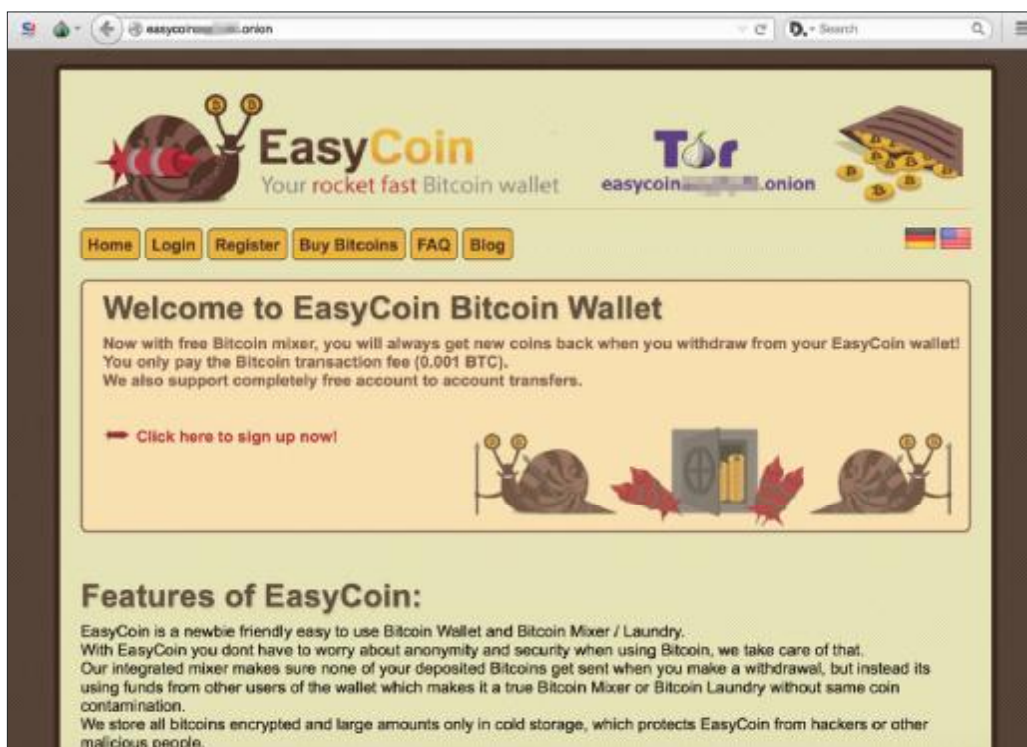 easycoin .onion
Search
EasyCoin
Your rocket fast Bitcoin wallet
Tor
easycoin .onion
Home Login Register Buy Bitcoins FAQ Blog
Welcome to EasyCoin Bitcoin Wallet
Now with free Bitcoin mixer, you will always get new coins back when you withdraw from your EasyCoin wallet!
You only pay the Bitcoin transaction fee (0.001 BTC).
We also support completely free account to account transfers.
Click here to sign up now!
Features of EasyCoin:
EasyCoin is a newbie friendly easy to use Bitcoin Wallet and Bitcoin Mixer / Laundry.
With EasyCoin you dont have to worry about anonymity and security when using Bitcoin, we take care of that.
Our integrated mixer makes sure none of your deposited Bitcoins get sent when you make a withdrawal, but instead its
using funds from other users of the wallet which makes it a true Bitcoin Mixer or Bitcoin Laundry without same coin
contamination.
We store all bitcoins encrypted and large amounts only in cold storage, which protects EasyCoin from hackers or other
malicious people.